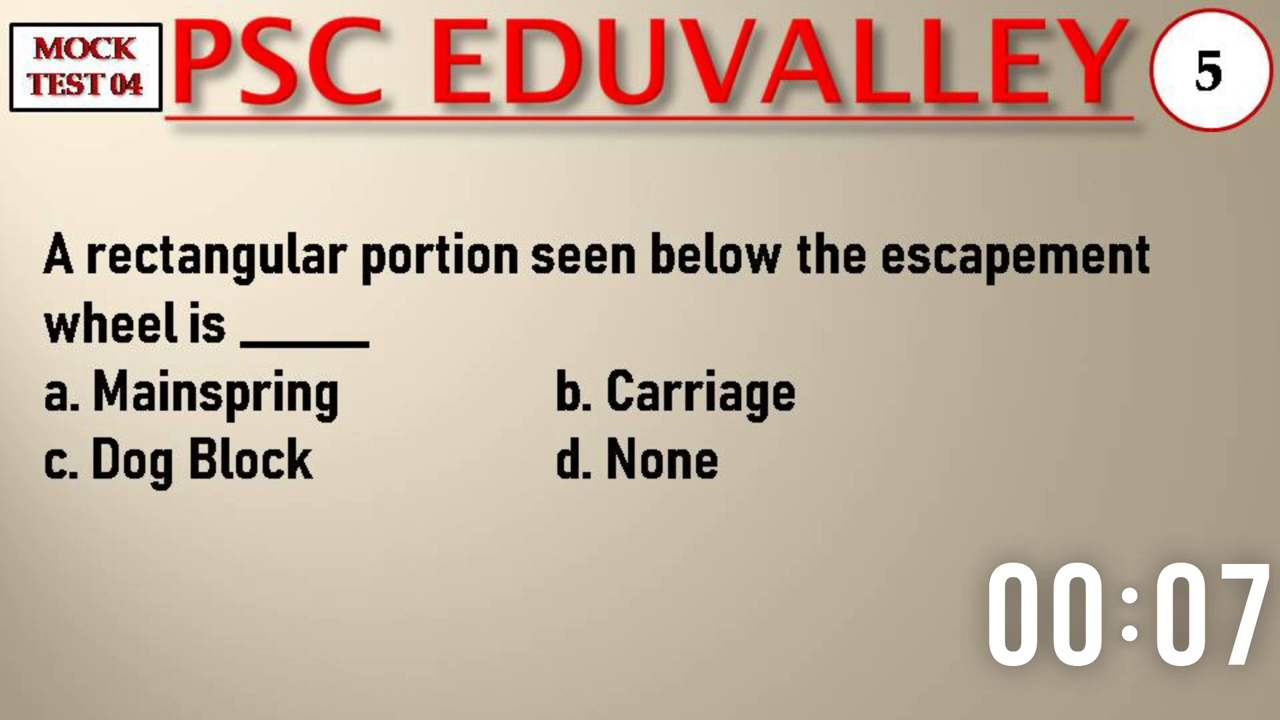 MOCK
TEST 04
PSC EDUVALLEY
5
A rectangular portion seen below the escapement
wheel is _____
a. Mainspring b. Carriage
c. Dog Block d. None
00:07